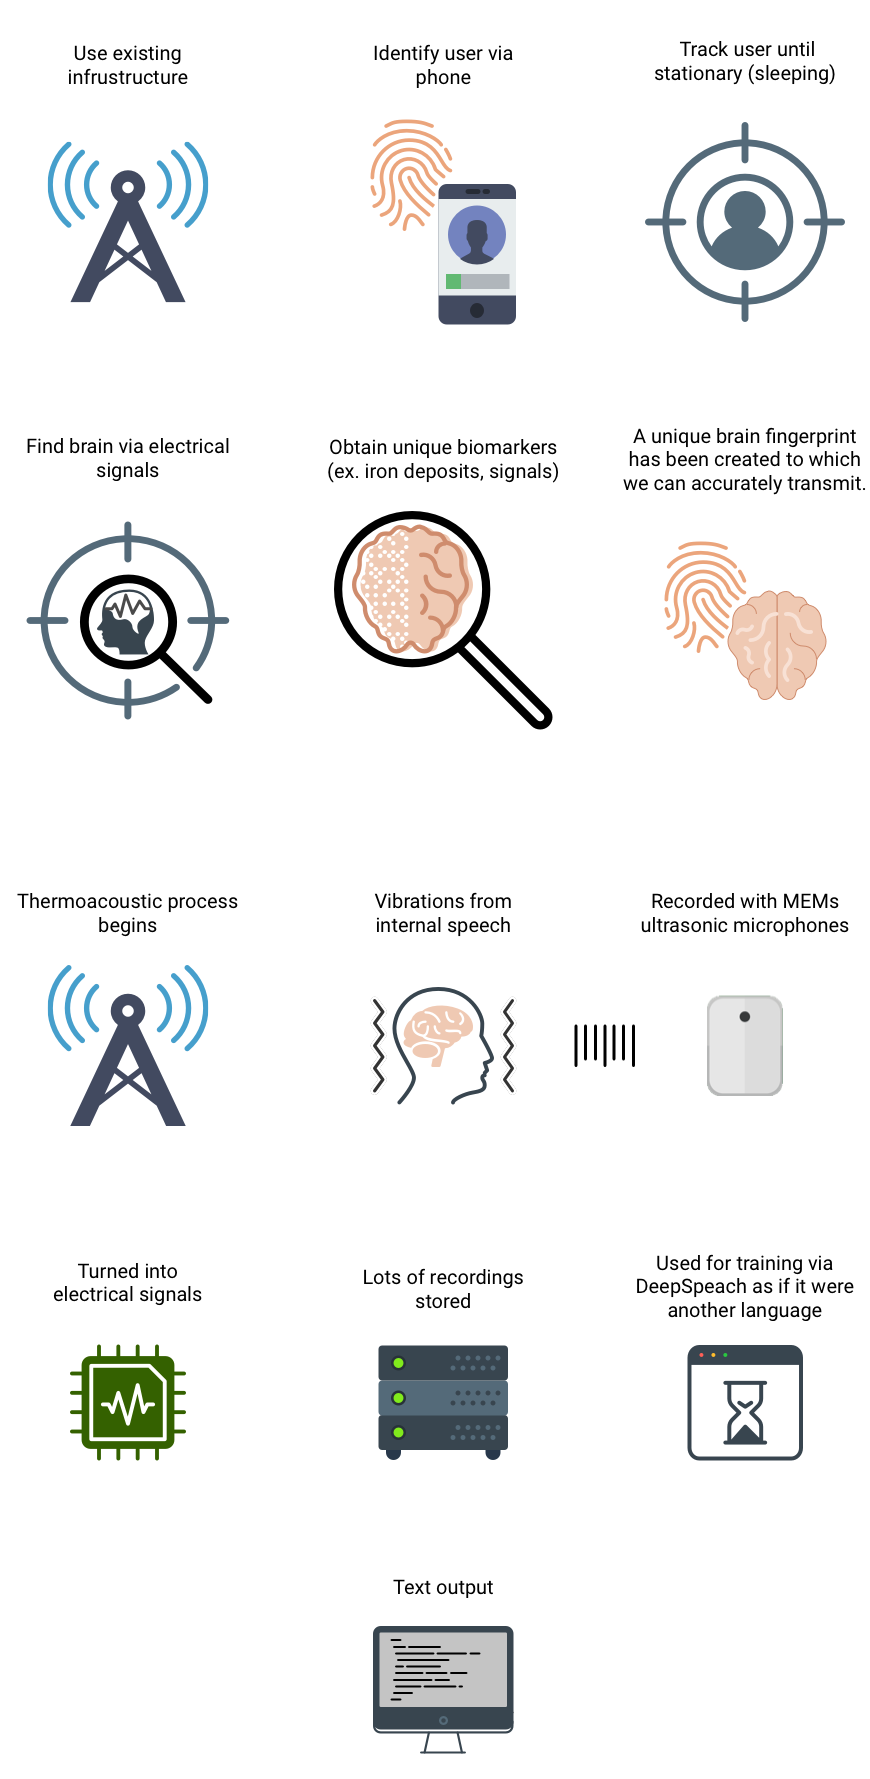 Use existing
infrustructure
Identify user via
phone
Track user until
stationary (sleeping)
Find brain via electrical
signals
Obtain unique biomarkers
(ex. iron deposits, signals)
A unique brain fingerprint
has been created to which
we can accurately transmit.
Thermoacoustic process
begins
Vibrations from
internal speech
Recorded with MEMs
ultrasonic microphones
Turned into
electrical signals
Lots of recordings
stored
Used for training via
DeepSpeach as if it were
another language
Text output